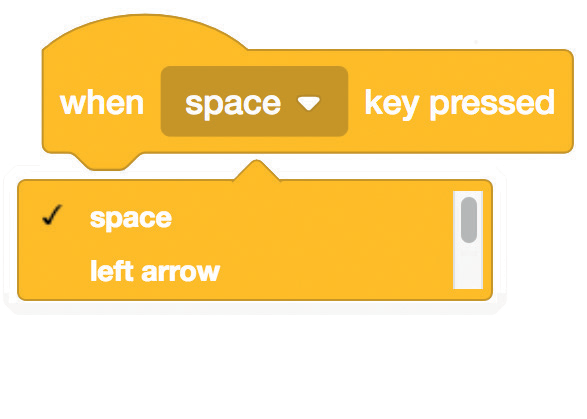 when space key pressed
space
left arrow